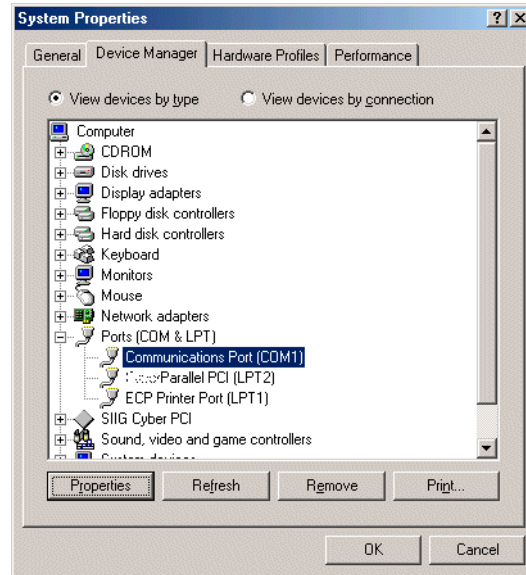 System Properties
General Device Manager Hardware Profiles Performance
View devices by type View devices by connection
Computer
CDROM
Disk drives
Display adapters
Floppy disk controllers
Hard disk controllers
Keyboard
Monitors
Mouse
Network adapters
Ports (COM & LPT)
Communications Port (COM1)
Parallel PCI (LPT2)
ECP Printer Port (LPT1)
SIIG Cyber PCI
Sound, video and game controllers
Properties Refresh Remove Print...
OK Cancel